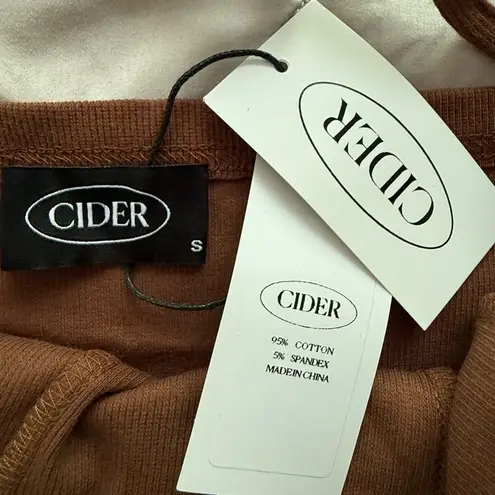 CIDER
S
CIDER
CIDER
95% COTTON
5% SPANDEX
MADE IN CHINA